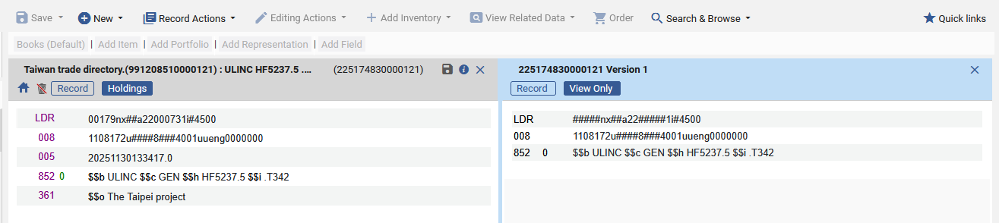 Save New Record Actions Editing Actions Add Inventory View Related Data Order Search & Browse Quick links
Books (Default) | Add Item | Add Portfolio | Add Representation | Add Field
Taiwan trade directory.(991208510000121) : ULINC HF5237.5 .... (225174830000121)
Record Holdings
LDR 00179nx##a22000731i#4500
008 1108172u####8###4001uueng0000000
005 20251130133417.0
852 0 $$b ULINC $$c GEN $$h HF5237.5 $$i .T342
361 $$o The Taipei project
225174830000121 Version 1
Record View Only
LDR #####nx##a22#####1i#4500
008 1108172u####8###4001uueng0000000
852 0 $$b ULINC $$c GEN $$h HF5237.5 $$i .T342